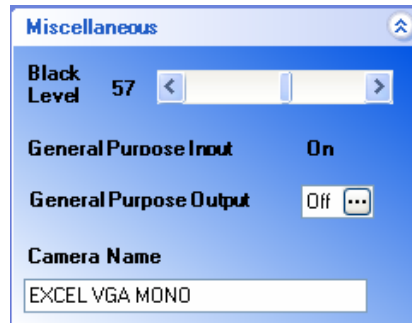 Miscellaneous
Black
Level 57
General Purpose Input On
General Purpose Output Off ...
Camera Name
EXCEL VGA MONO